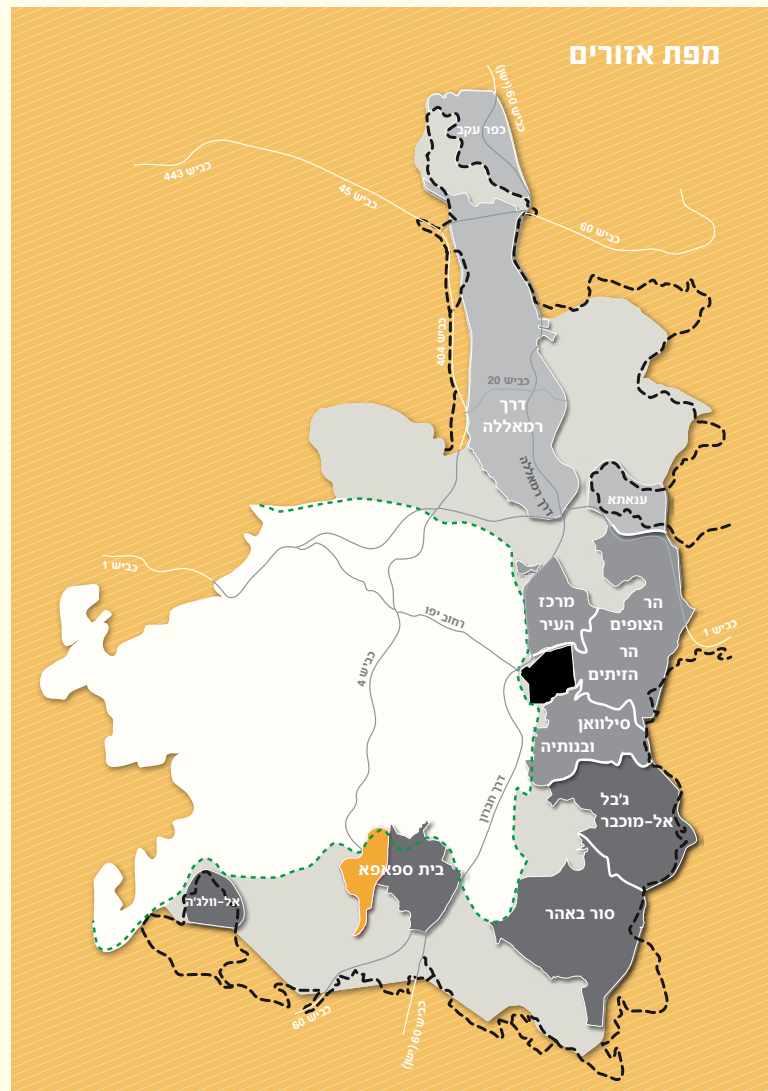 מפת אזורים
כביש 60 (ישן)
כפר עקב
כביש 443
כביש 45
כביש 60
כביש 404
כביש 20
דרך
רמאללה
דרך רמאללה
ענאתא
כביש 1
מרכז
העיר
הר
הצופים
כביש 1
רחוב יפו
הר
הזיתים
כביש 4
סילוואן
ובנותיה
דרך חברון
ג'בל
אל-מוכבר
בית ספאפא
אל-וולג'ה
סור באהר
כביש 60
כביש 60 (ישן)